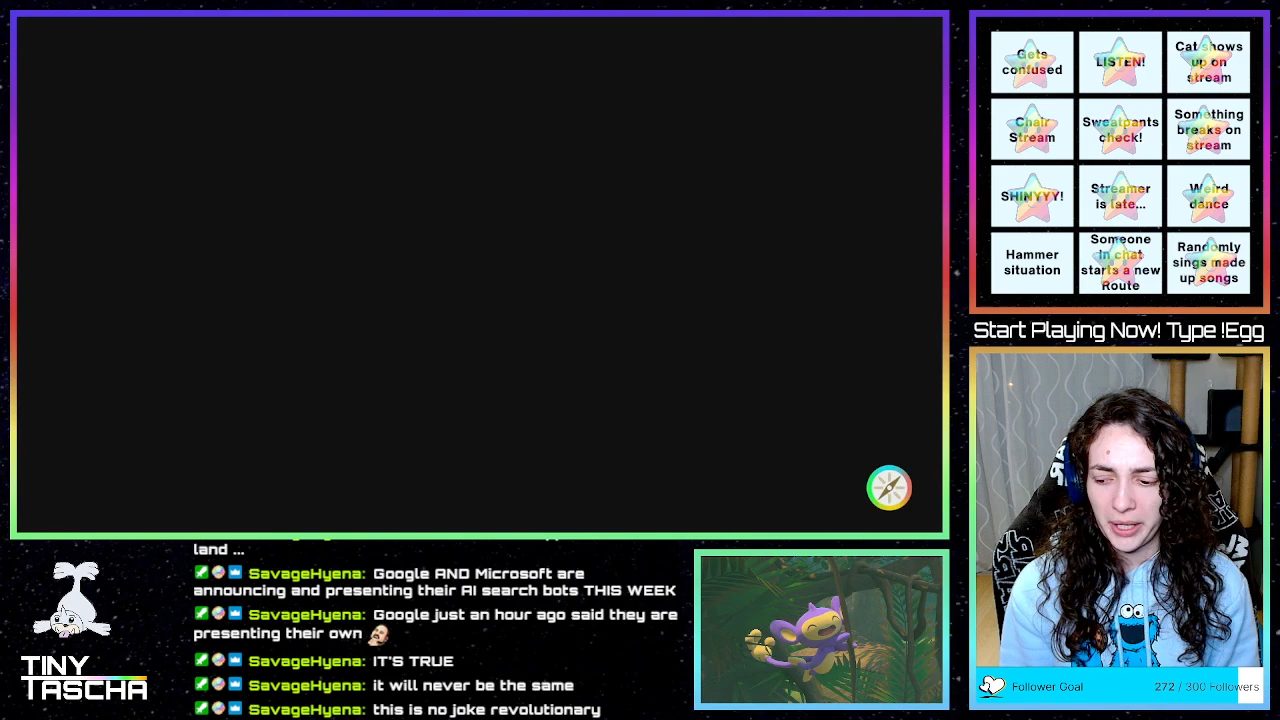 Gets
confused
LISTEN!
Cat shows
up on
stream
Chair
Stream
Sweatpants
check!
Something
breaks on
stream
SHINYYY!
Streamer
is late...
Weird
dance
Hammer
situation
Someone
in chat
starts a new
Route
Randomly
sings made
up songs
Start Playing Now! Type !Egg
land ...
SavageHyena: Google AND Microsoft are
announcing and presenting their AI search bots THIS WEEK
SavageHyena: Google just an hour ago said they are
presenting their own
SavageHyena: IT'S TRUE
SavageHyena: it will never be the same
SavageHyena: this is no joke revolutionary
TINY
TASCHA
Follower Goal 272 / 300 Followers